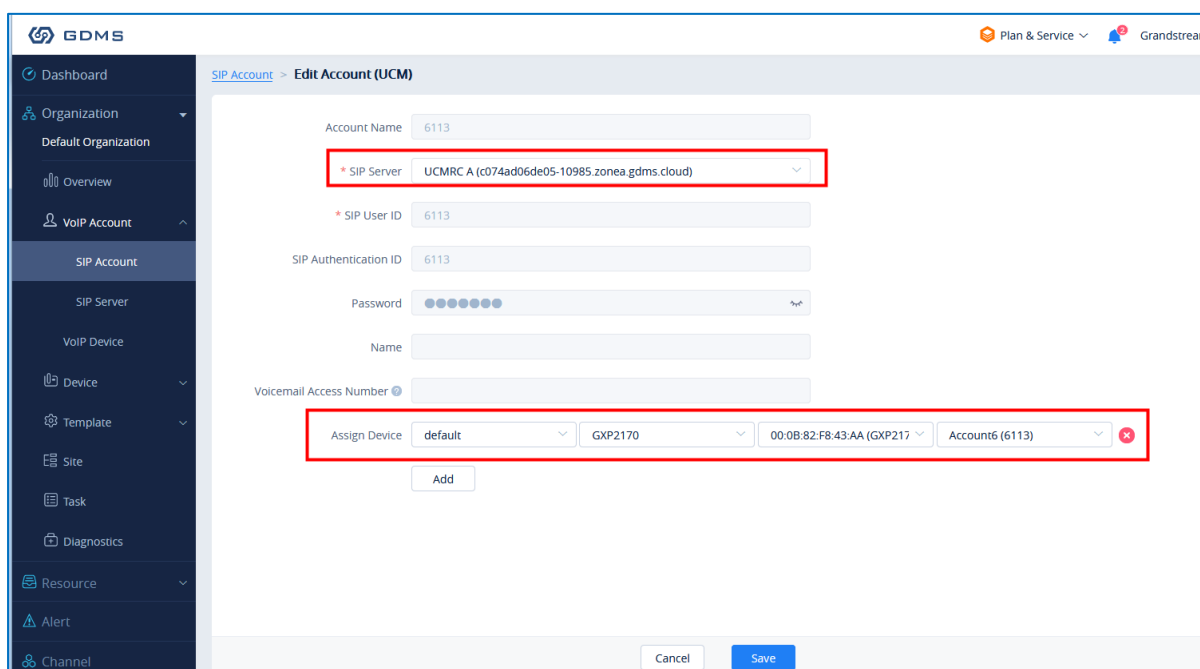 GDMS
Plan & Service
2
Grandstrear
Dashboard
Organization
Default Organization
Overview
VoIP Account
SIP Account
SIP Server
VoIP Device
Device
Template
Site
Task
Diagnostics
Resource
Alert
Channel
SIP Account > Edit Account (UCM)
Account Name 6113
* SIP Server UCMRC A (c074ad06de05-10985.zonea.gdms.cloud)
* SIP User ID 6113
SIP Authentication ID 6113
Password
Name
Voicemail Access Number ?
Assign Device default GXP2170 00:0B:82:F8:43:AA (GXP217 Account6 (6113)
Add
Cancel Save